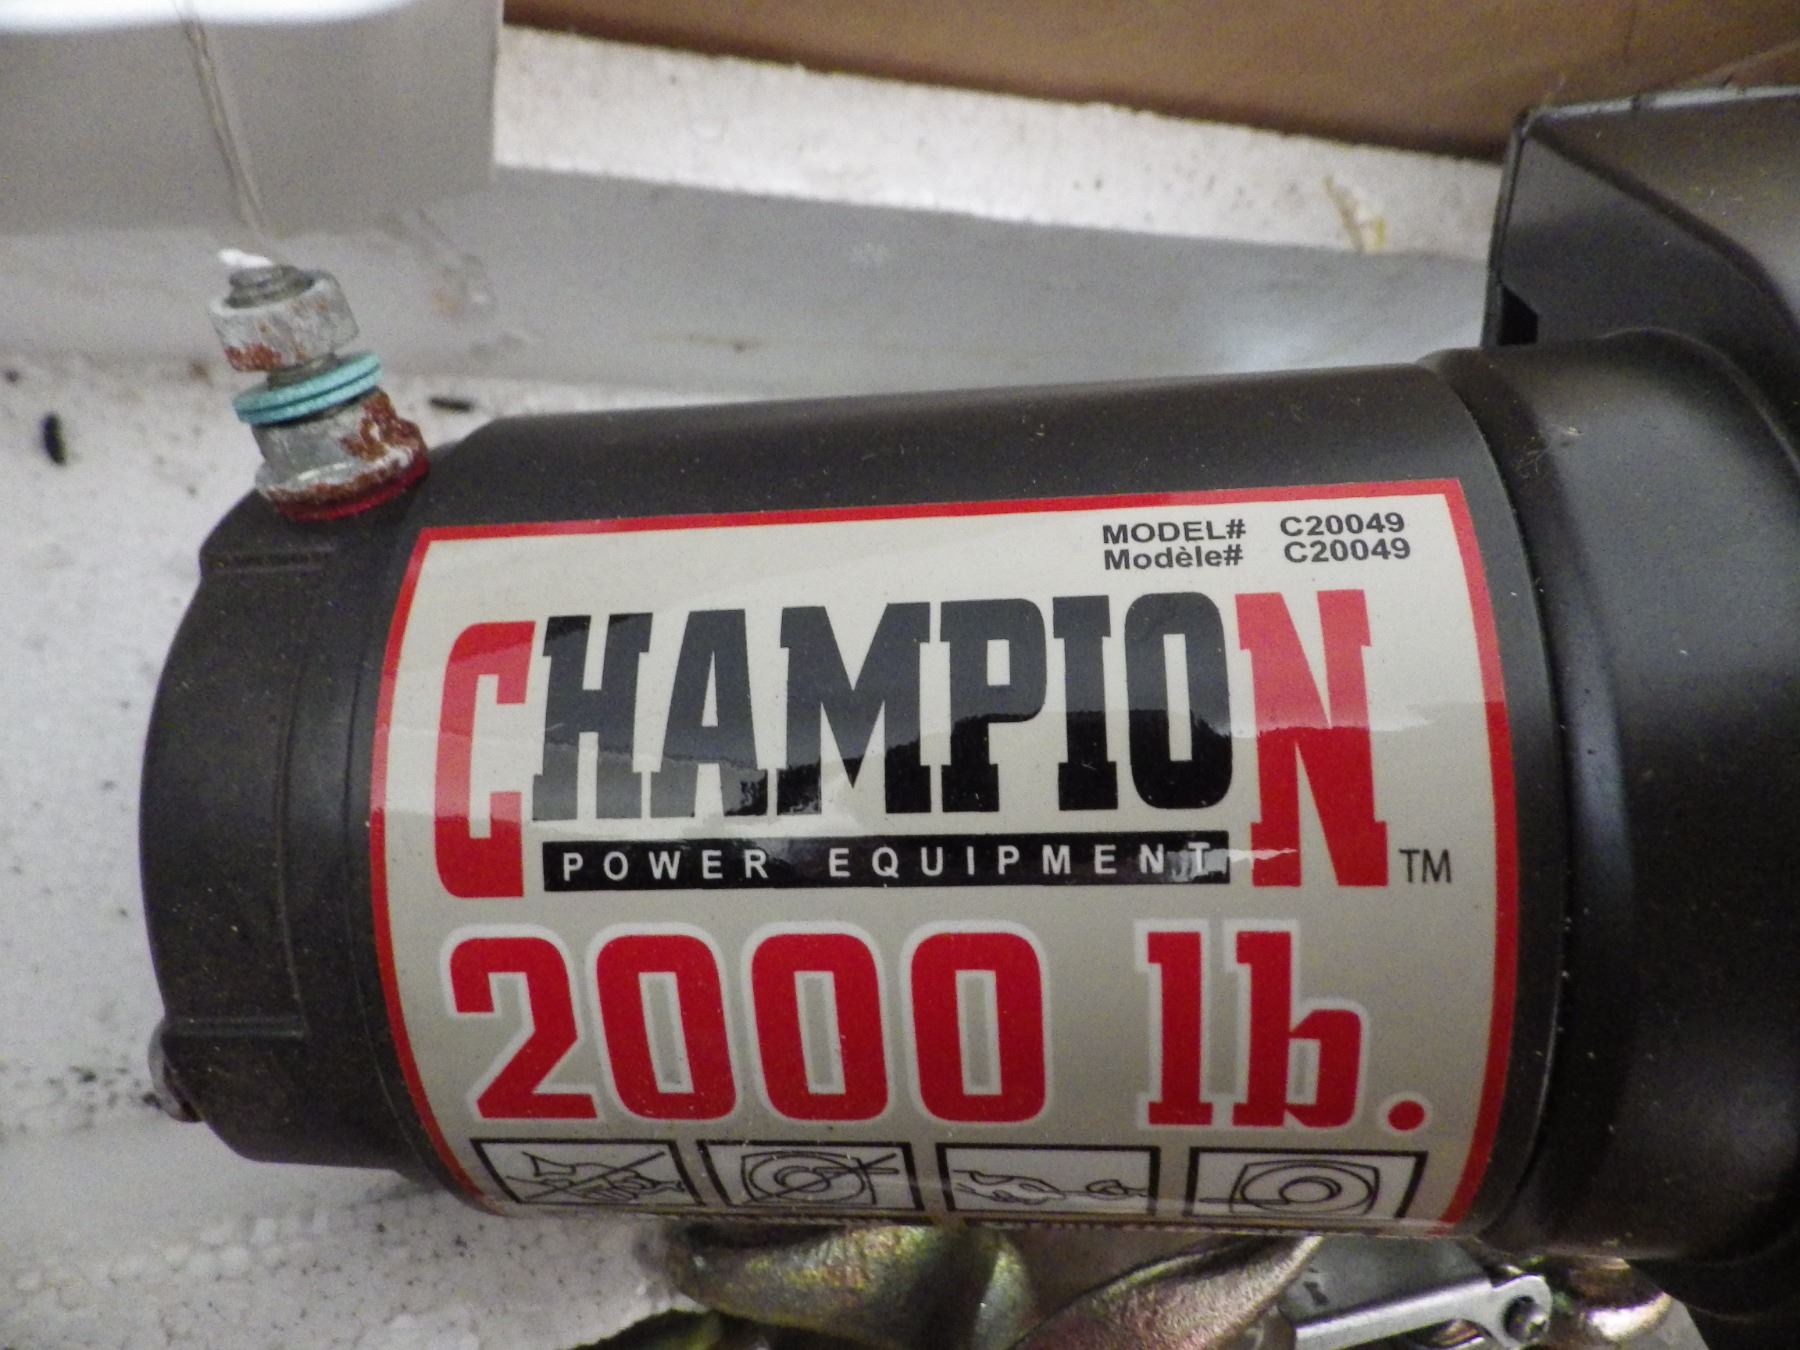 MODEL# C20049
Modèle# C20049
CHAMPION
POWER EQUIPMENT TM
2000 lb.